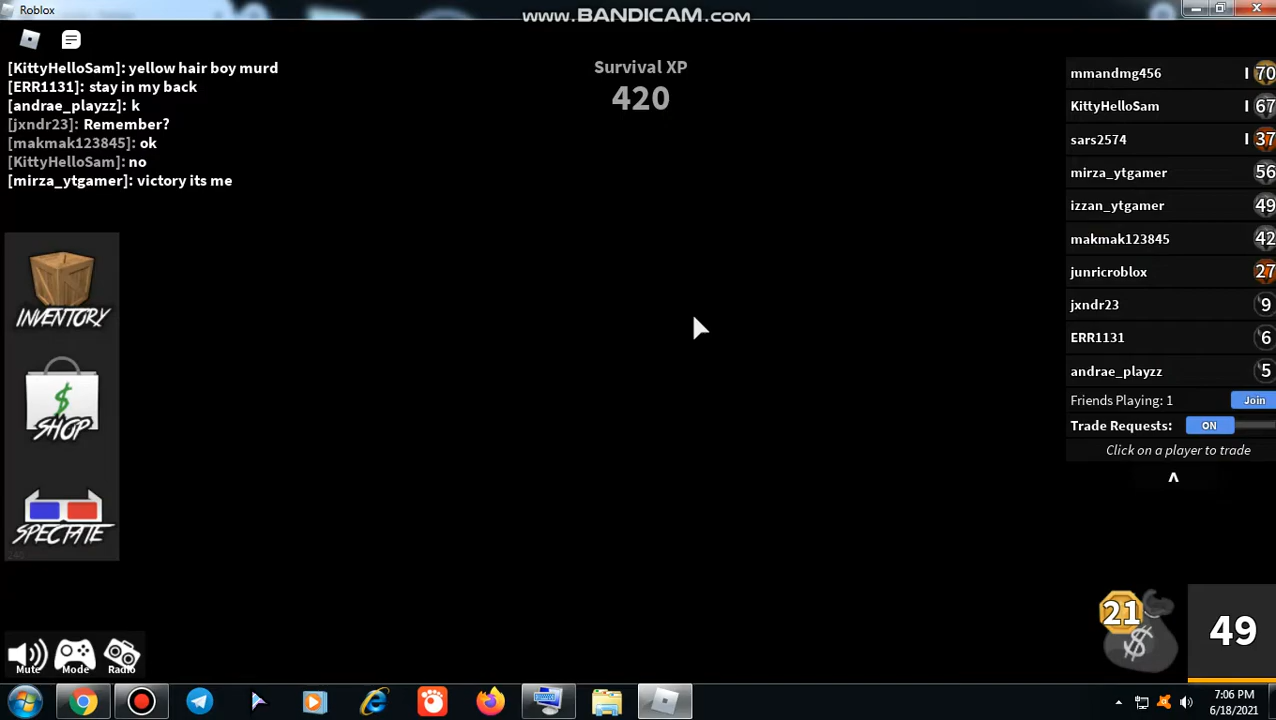 Roblox
www.BANDICAM.com
[KittyHelloSam]: yellow hair boy murd
[ERR1131]: stay in my back
[andrae_playzz]: k
[jxndr23]: Remember?
[makmak123845]: ok
[KittyHelloSam]: no
[mirza_ytgamer]: victory its me
Survival XP
420
mmandmg456 I 70
KittyHelloSam I 67
sars2574 I 37
mirza_ytgamer 56
izzan_ytgamer 49
makmak123845 42
junricroblox 27
jxndr23 9
ERR1131 6
andrae_playzz 5
Friends Playing: 1 Join
Trade Requests: ON
Click on a player to trade
^
INVENTORY
$
SHOP
SPECTATE
21
$
49
Mute Mode Radio
7:06 PM
6/18/2021